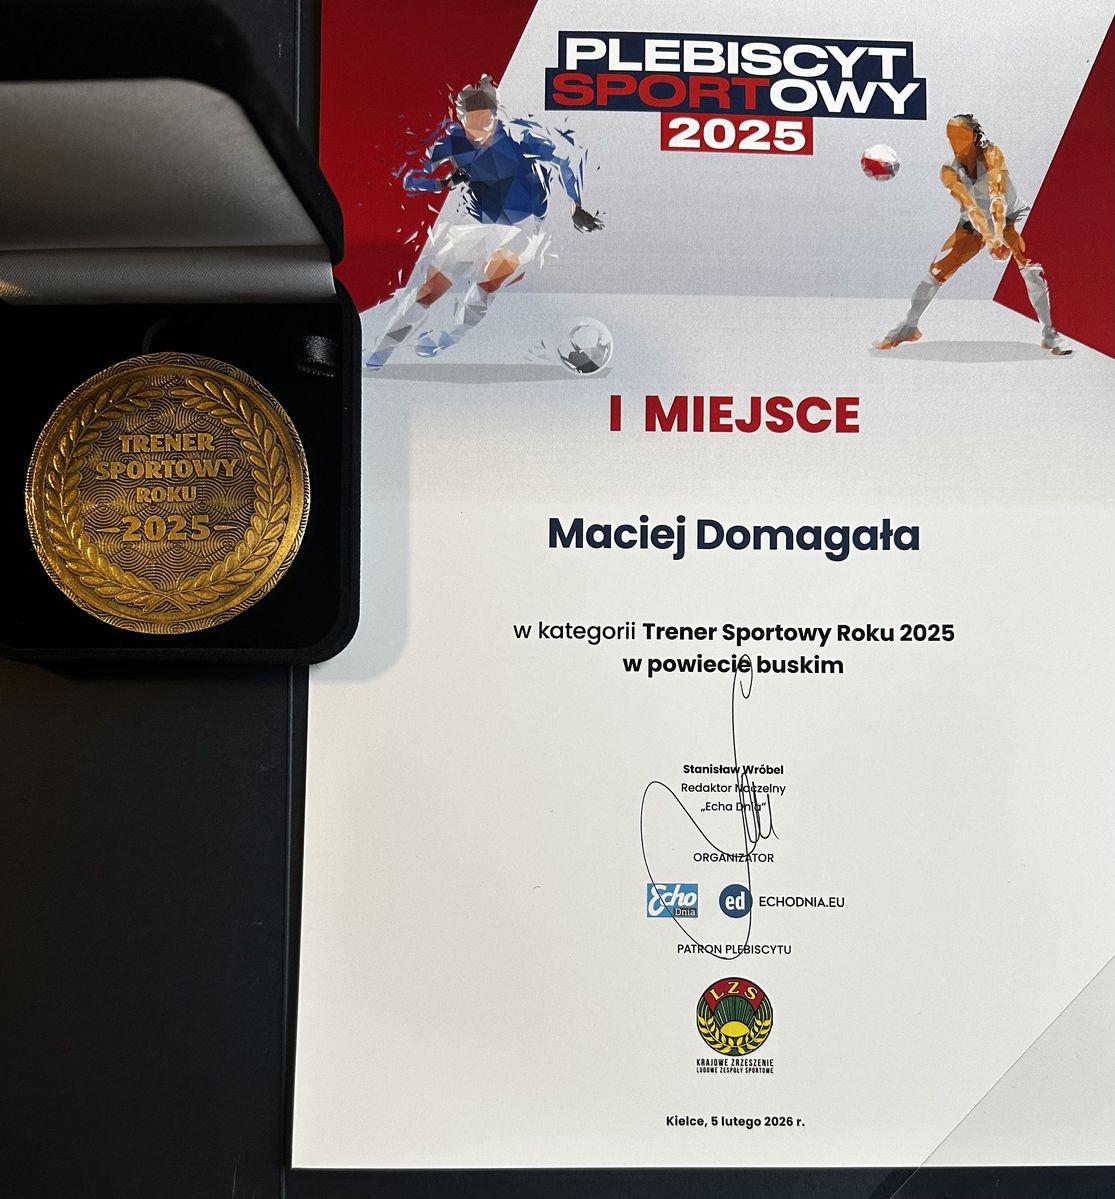 TRENER
SPORTOWY
ROKU
-2025-
PLEBISCYT
SPORTOWY
2025
I MIEJSCE
Maciej Domagała
w kategorii Trener Sportowy Roku 2025
w powiecie buskim
Stanisław Wróbel
Redaktor Naczelny
„Echa Dnia”
ORGANIZATOR
Echo Dnia
ed ECHODNIA.EU
PATRON PLEBISCYTU
LZS
KRAJOWE ZRZESZENIE
LUDOWE ZESPOŁY SPORTOWE
Kielce, 5 lutego 2026 r.